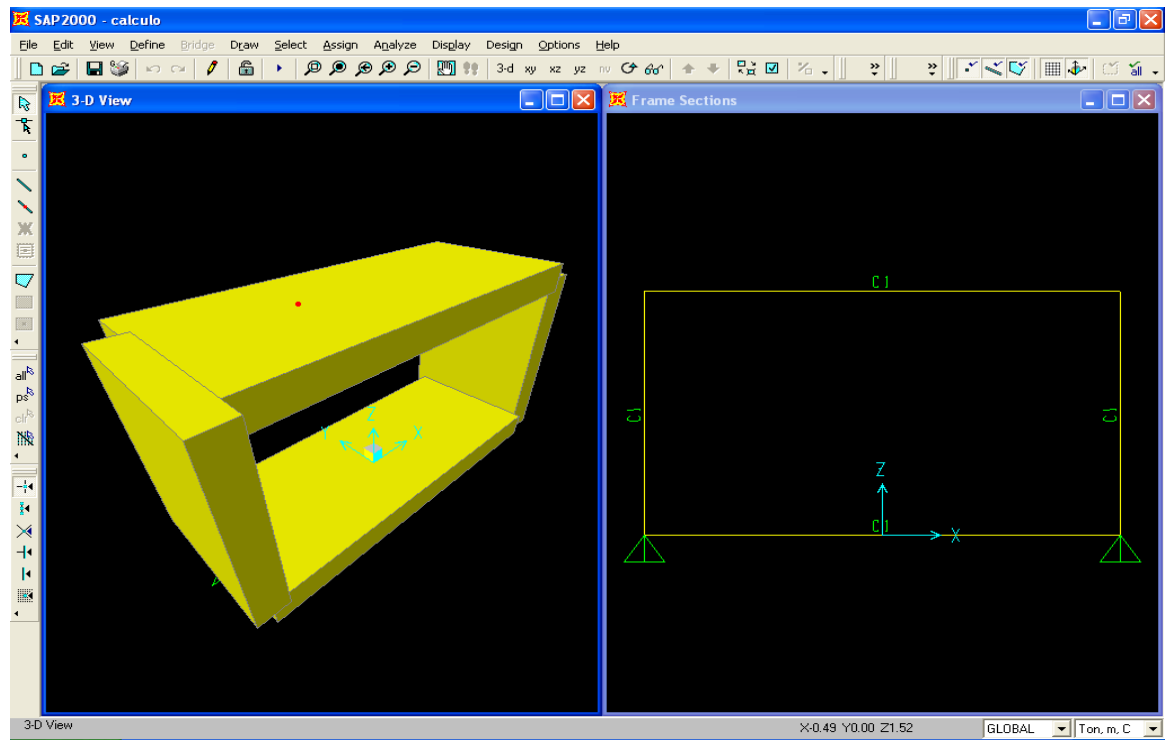 SAP2000 - calculo
File Edit View Define Bridge Draw Select Assign Analyze Display Design Options Help
3-d xy xz yz nv
all
3-D View
Frame Sections
all
ps
clr
Z
Y X
C1
C1 C1
Z
C1 X
3-D View X-0.49 Y0.00 Z1.52 GLOBAL Ton, m, C